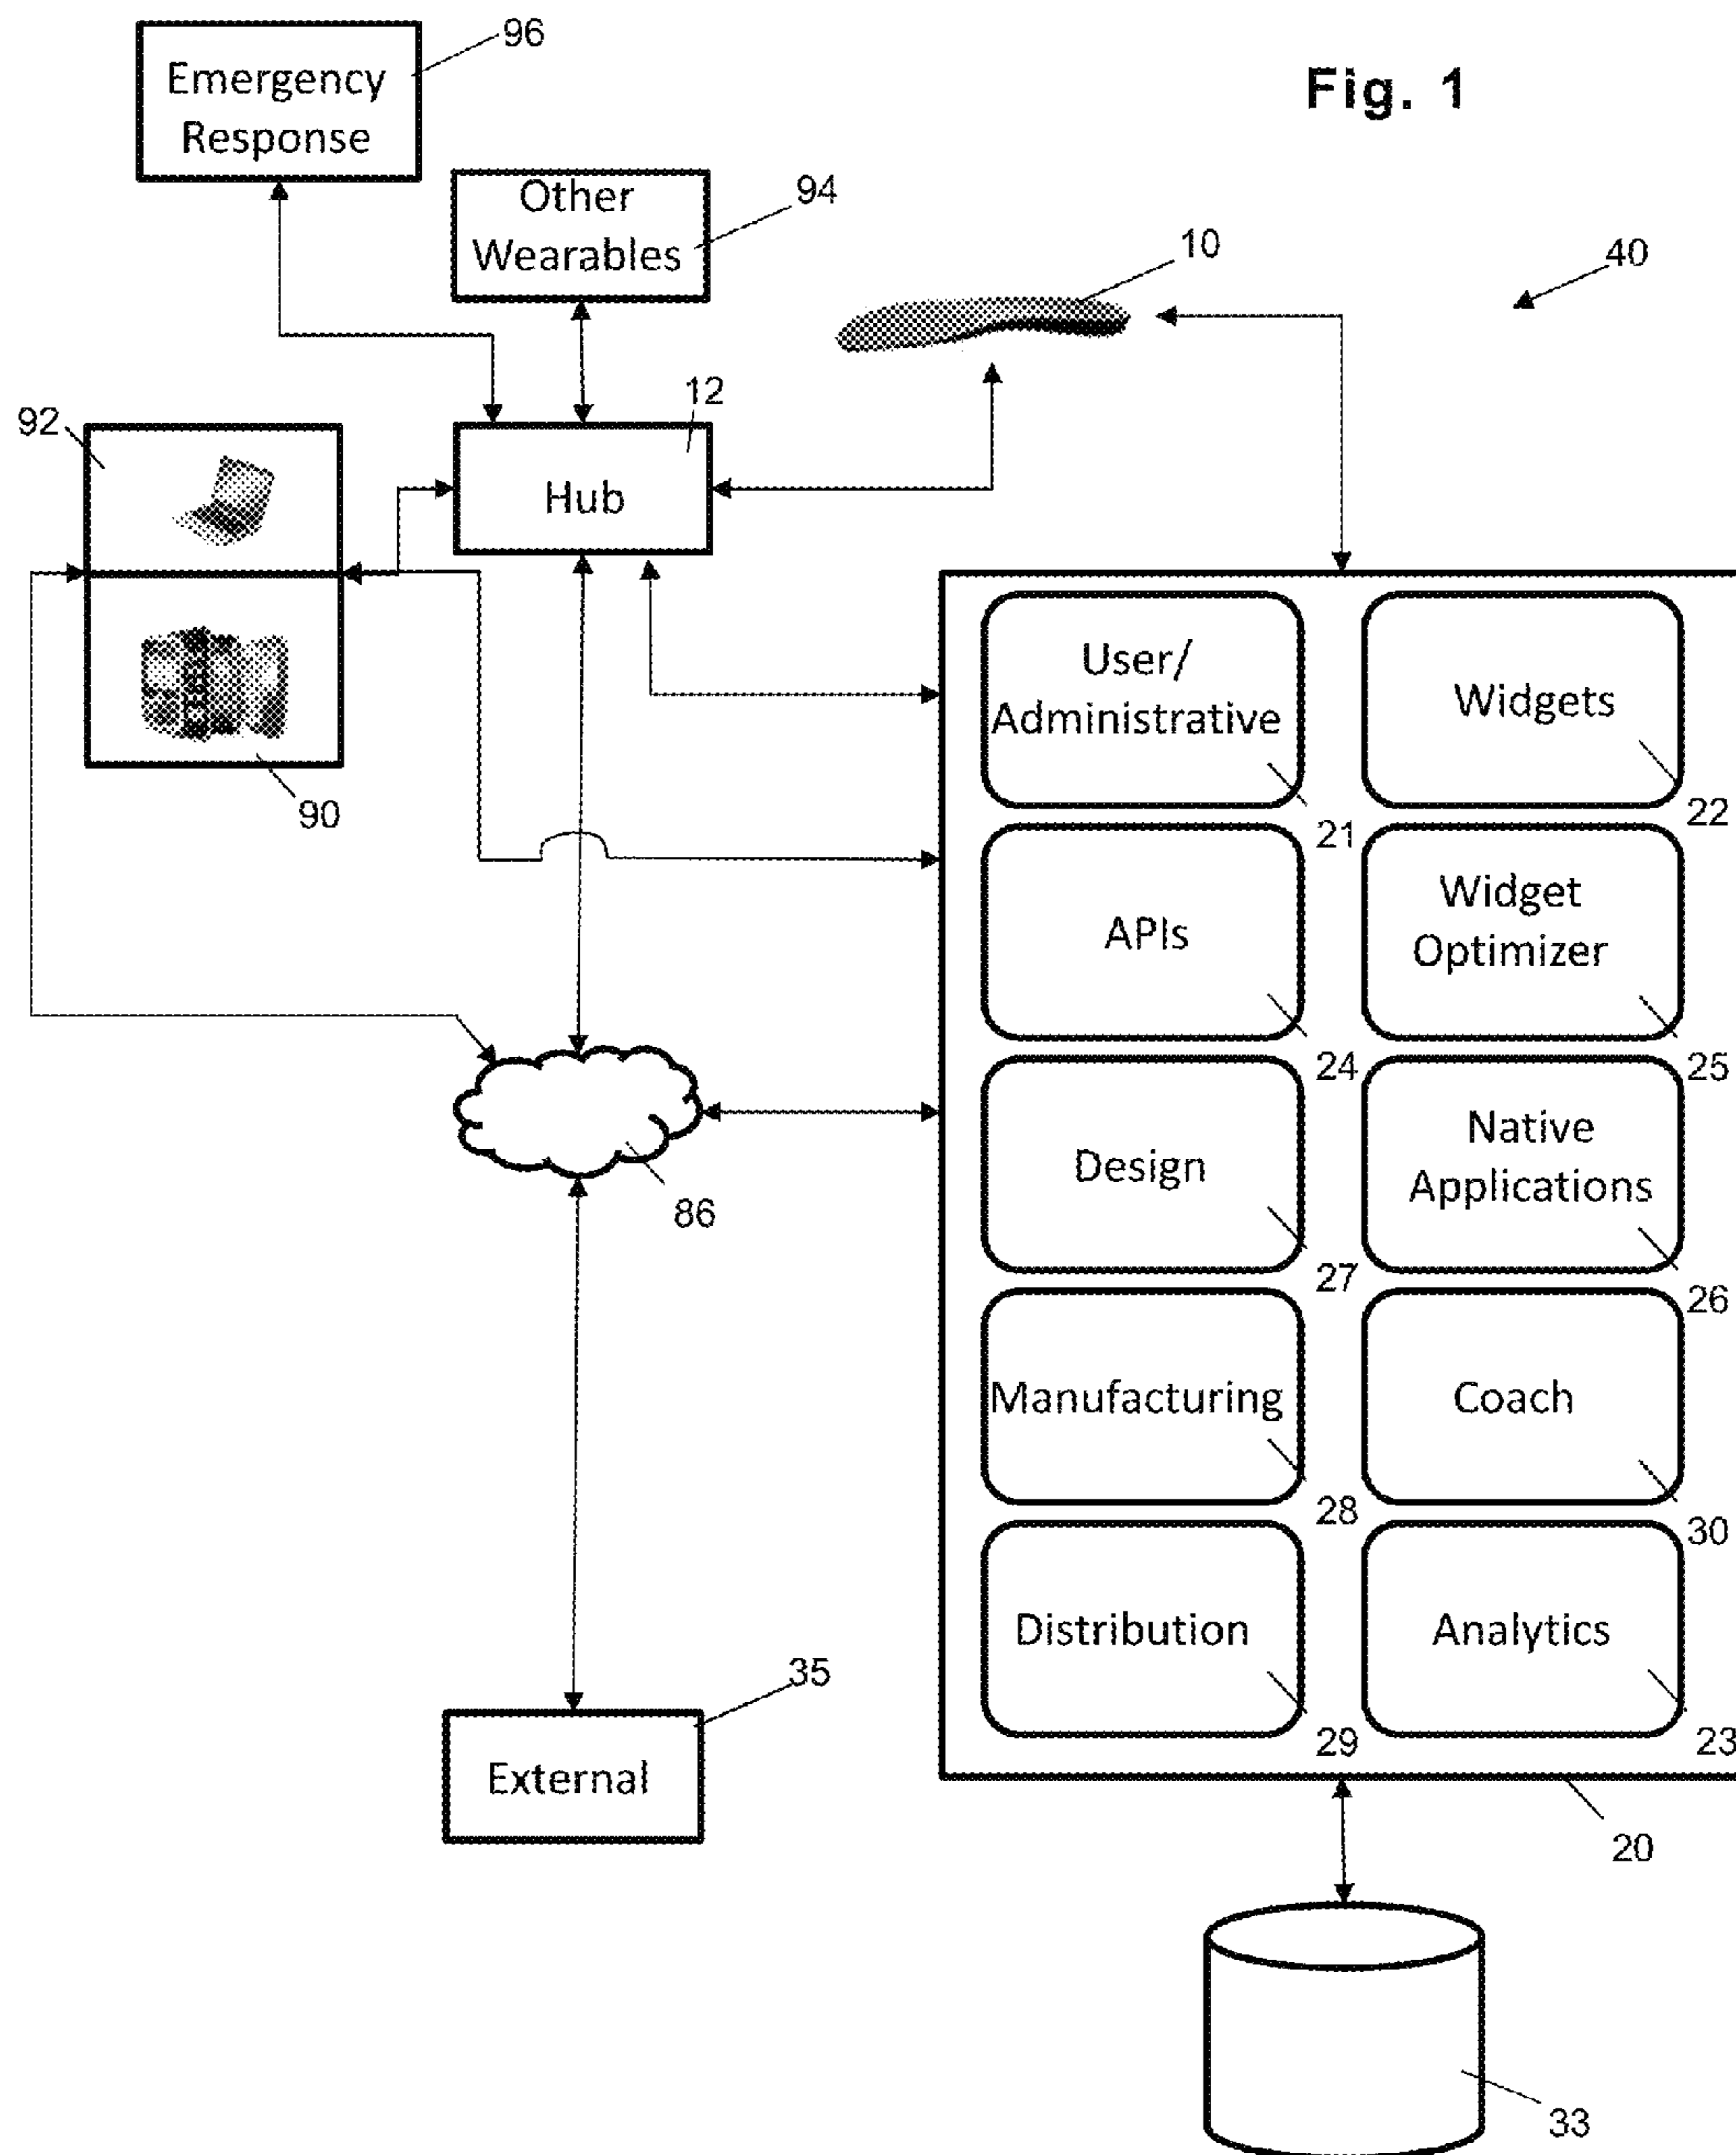 Fig. 1
96
Emergency
Response
94
Other
Wearables
10
40
12
Hub
92
90
User/
Administrative
21
Widgets
22
APIs
24
Widget
Optimizer
25
Design
27
Native
Applications
26
Manufacturing
28
Coach
30
Distribution
29
Analytics
23
86
35
External
20
33